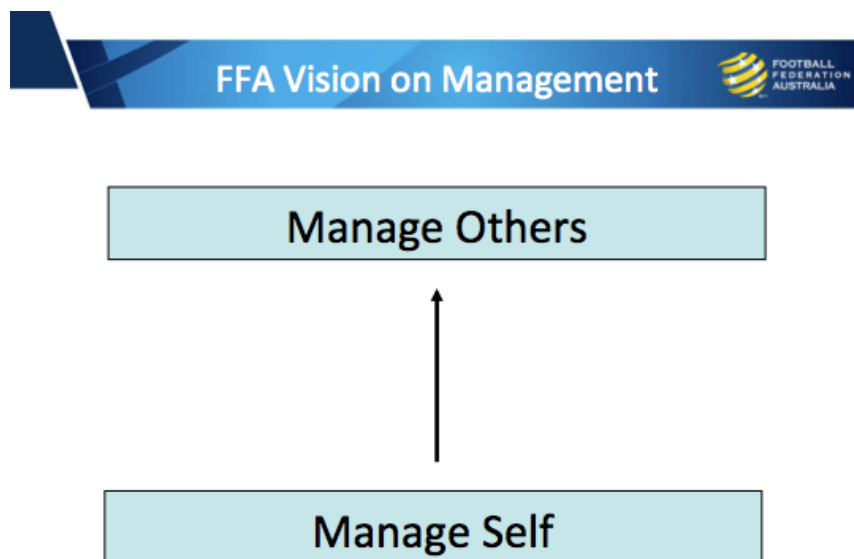 FFA Vision on Management
FOOTBALL
FEDERATION
AUSTRALIA
Manage Others
Manage Self